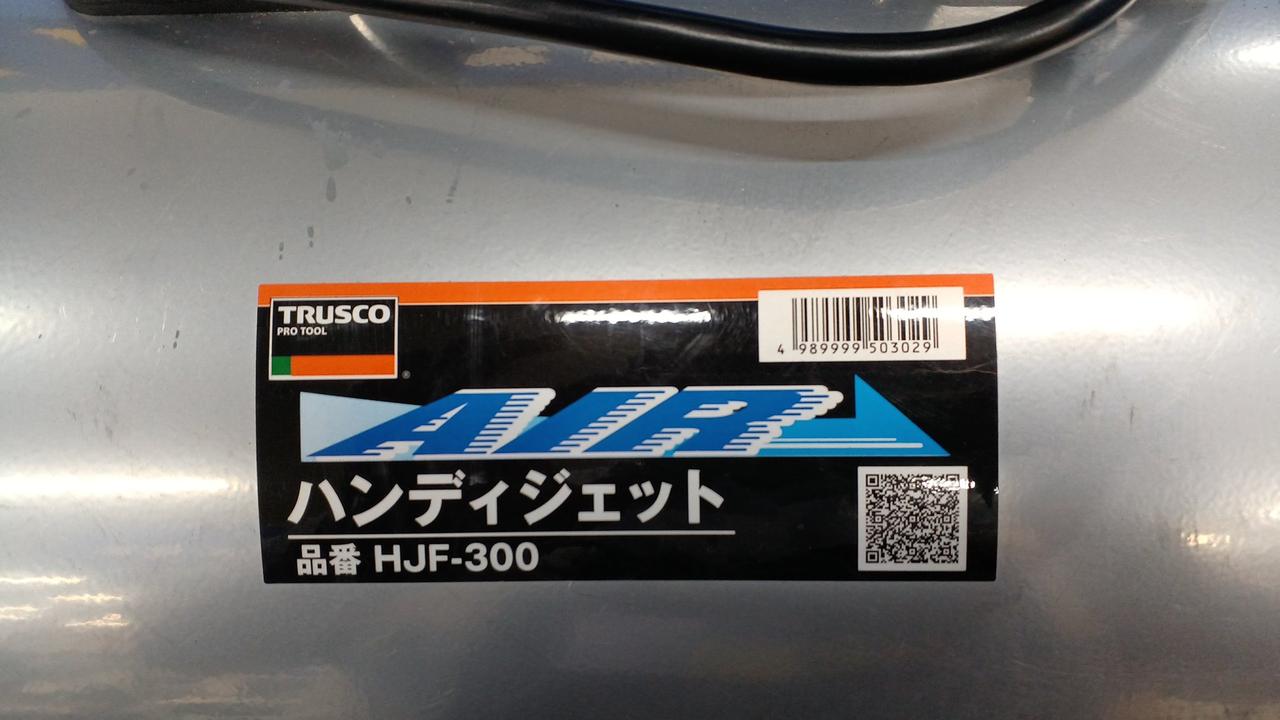 TRUSCO
PRO TOOL
®
4 989999 503029
AIR
ハンディジェット
品番 HJF-300